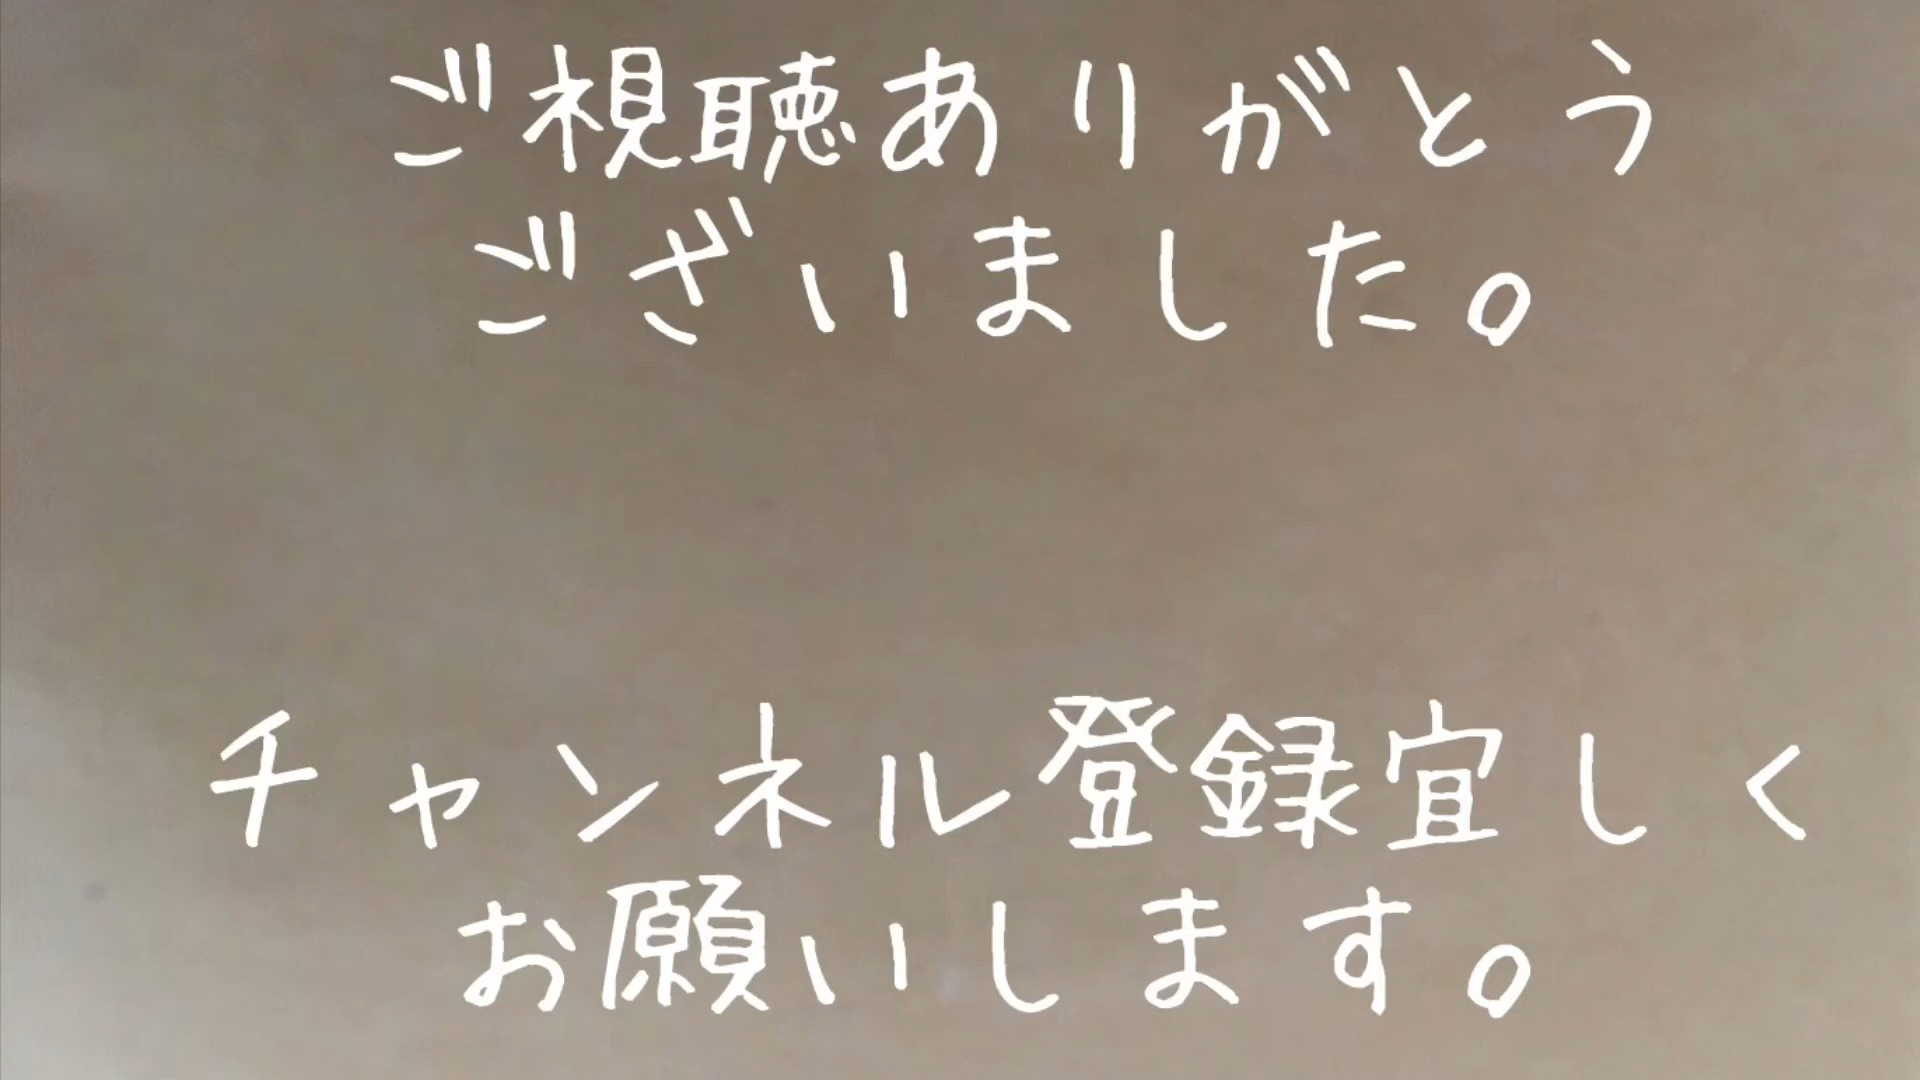 ご視聴ありがとう
ございました。
チャンネル登録宜しく
お願いします。